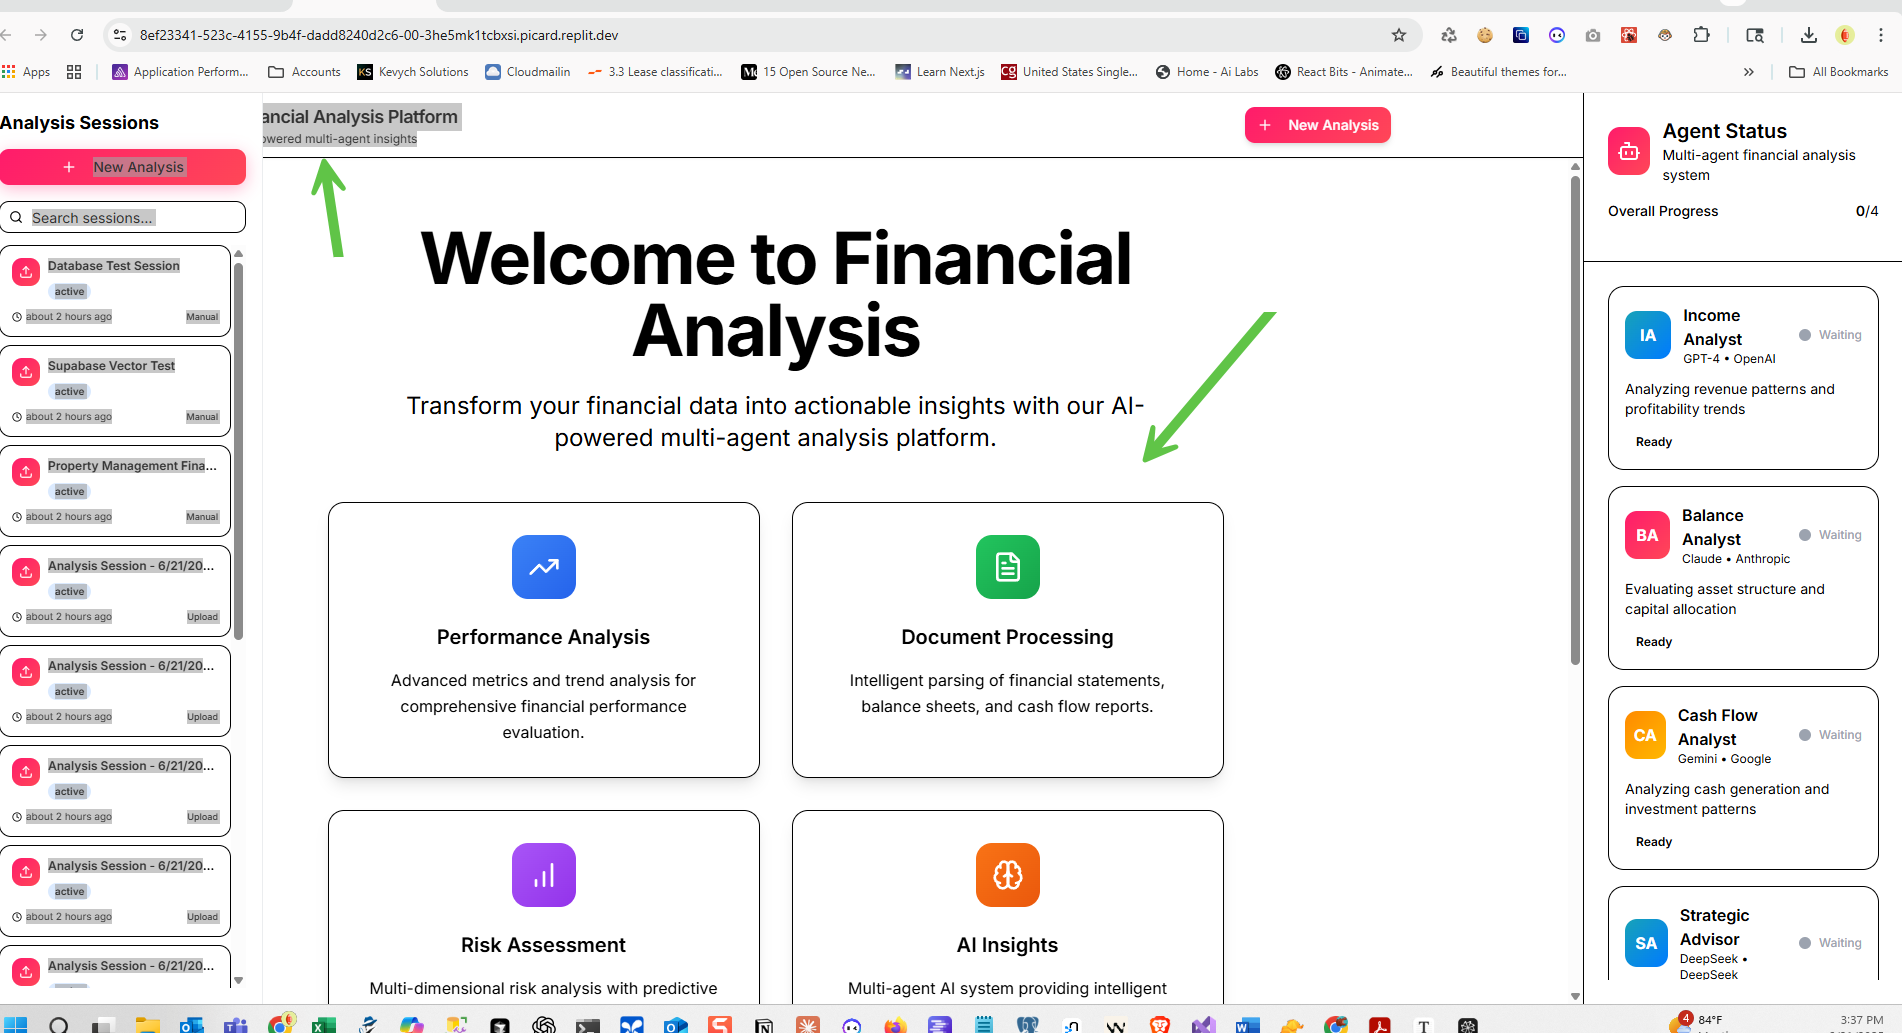 8ef23341-523c-4155-9b4f-dadd8240d2c6-00-3he5mk1tcbxsi.picard.replit.dev
Apps
Application Perform...
Accounts
KS Kevych Solutions
Cloudmailin
3.3 Lease classificati...
15 Open Source Ne...
Learn Next.js
CG United States Single...
Home - Ai Labs
React Bits - Animate...
Beautiful themes for...
All Bookmarks
Analysis Sessions
+ New Analysis
Search sessions...
Database Test Session
active
about 2 hours ago Manual
Supabase Vector Test
active
about 2 hours ago Manual
Property Management Fina...
active
about 2 hours ago Manual
Analysis Session - 6/21/20...
active
about 2 hours ago Upload
Analysis Session - 6/21/20...
active
about 2 hours ago Upload
Analysis Session - 6/21/20...
active
about 2 hours ago Upload
Analysis Session - 6/21/20...
active
about 2 hours ago Upload
Analysis Session - 6/21/20...
ancial Analysis Platform
owered multi-agent insights
+ New Analysis
Welcome to Financial
Analysis
Transform your financial data into actionable insights with our AI-
powered multi-agent analysis platform.
Performance Analysis
Advanced metrics and trend analysis for
comprehensive financial performance
evaluation.
Document Processing
Intelligent parsing of financial statements,
balance sheets, and cash flow reports.
Risk Assessment
Multi-dimensional risk analysis with predictive
AI Insights
Multi-agent AI system providing intelligent
Agent Status
Multi-agent financial analysis
system
Overall Progress 0/4
IA
Income
Analyst
GPT-4 • OpenAI
Waiting
Analyzing revenue patterns and
profitability trends
Ready
BA
Balance
Analyst
Claude • Anthropic
Waiting
Evaluating asset structure and
capital allocation
Ready
CA
Cash Flow
Analyst
Gemini • Google
Waiting
Analyzing cash generation and
investment patterns
Ready
SA
Strategic
Advisor
DeepSeek •
DeepSeek
Waiting
4
84°F
3:37 PM